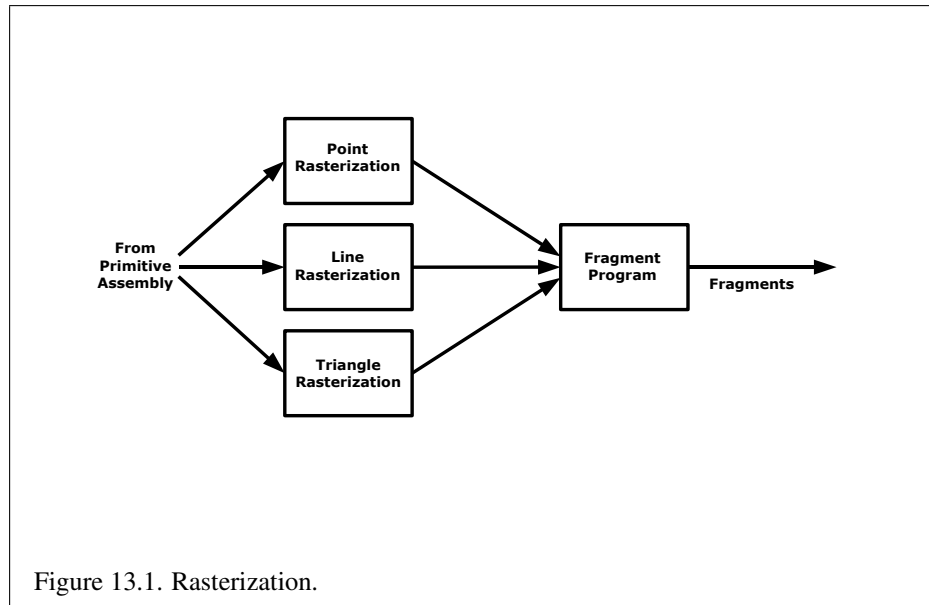 Point
Rasterization
From
Primitive
Assembly
Line
Rasterization
Triangle
Rasterization
Fragment
Program
Fragments
Figure 13.1. Rasterization.